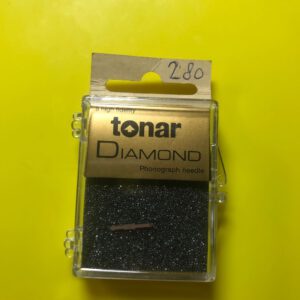 280
a high fidelity
tonar
DIAMOND
Phonograph needle